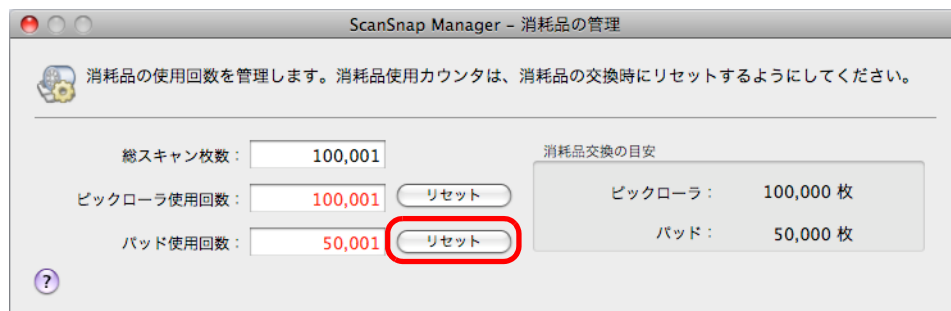 ScanSnap Manager – 消耗品の管理
消耗品の使用回数を管理します。消耗品使用カウンタは、消耗品の交換時にリセットするようにしてください。
総スキャン枚数： 100,001
ピックローラ使用回数： 100,001 リセット
パッド使用回数： 50,001 リセット
消耗品交換の目安
ピックローラ： 100,000 枚
パッド： 50,000 枚
?